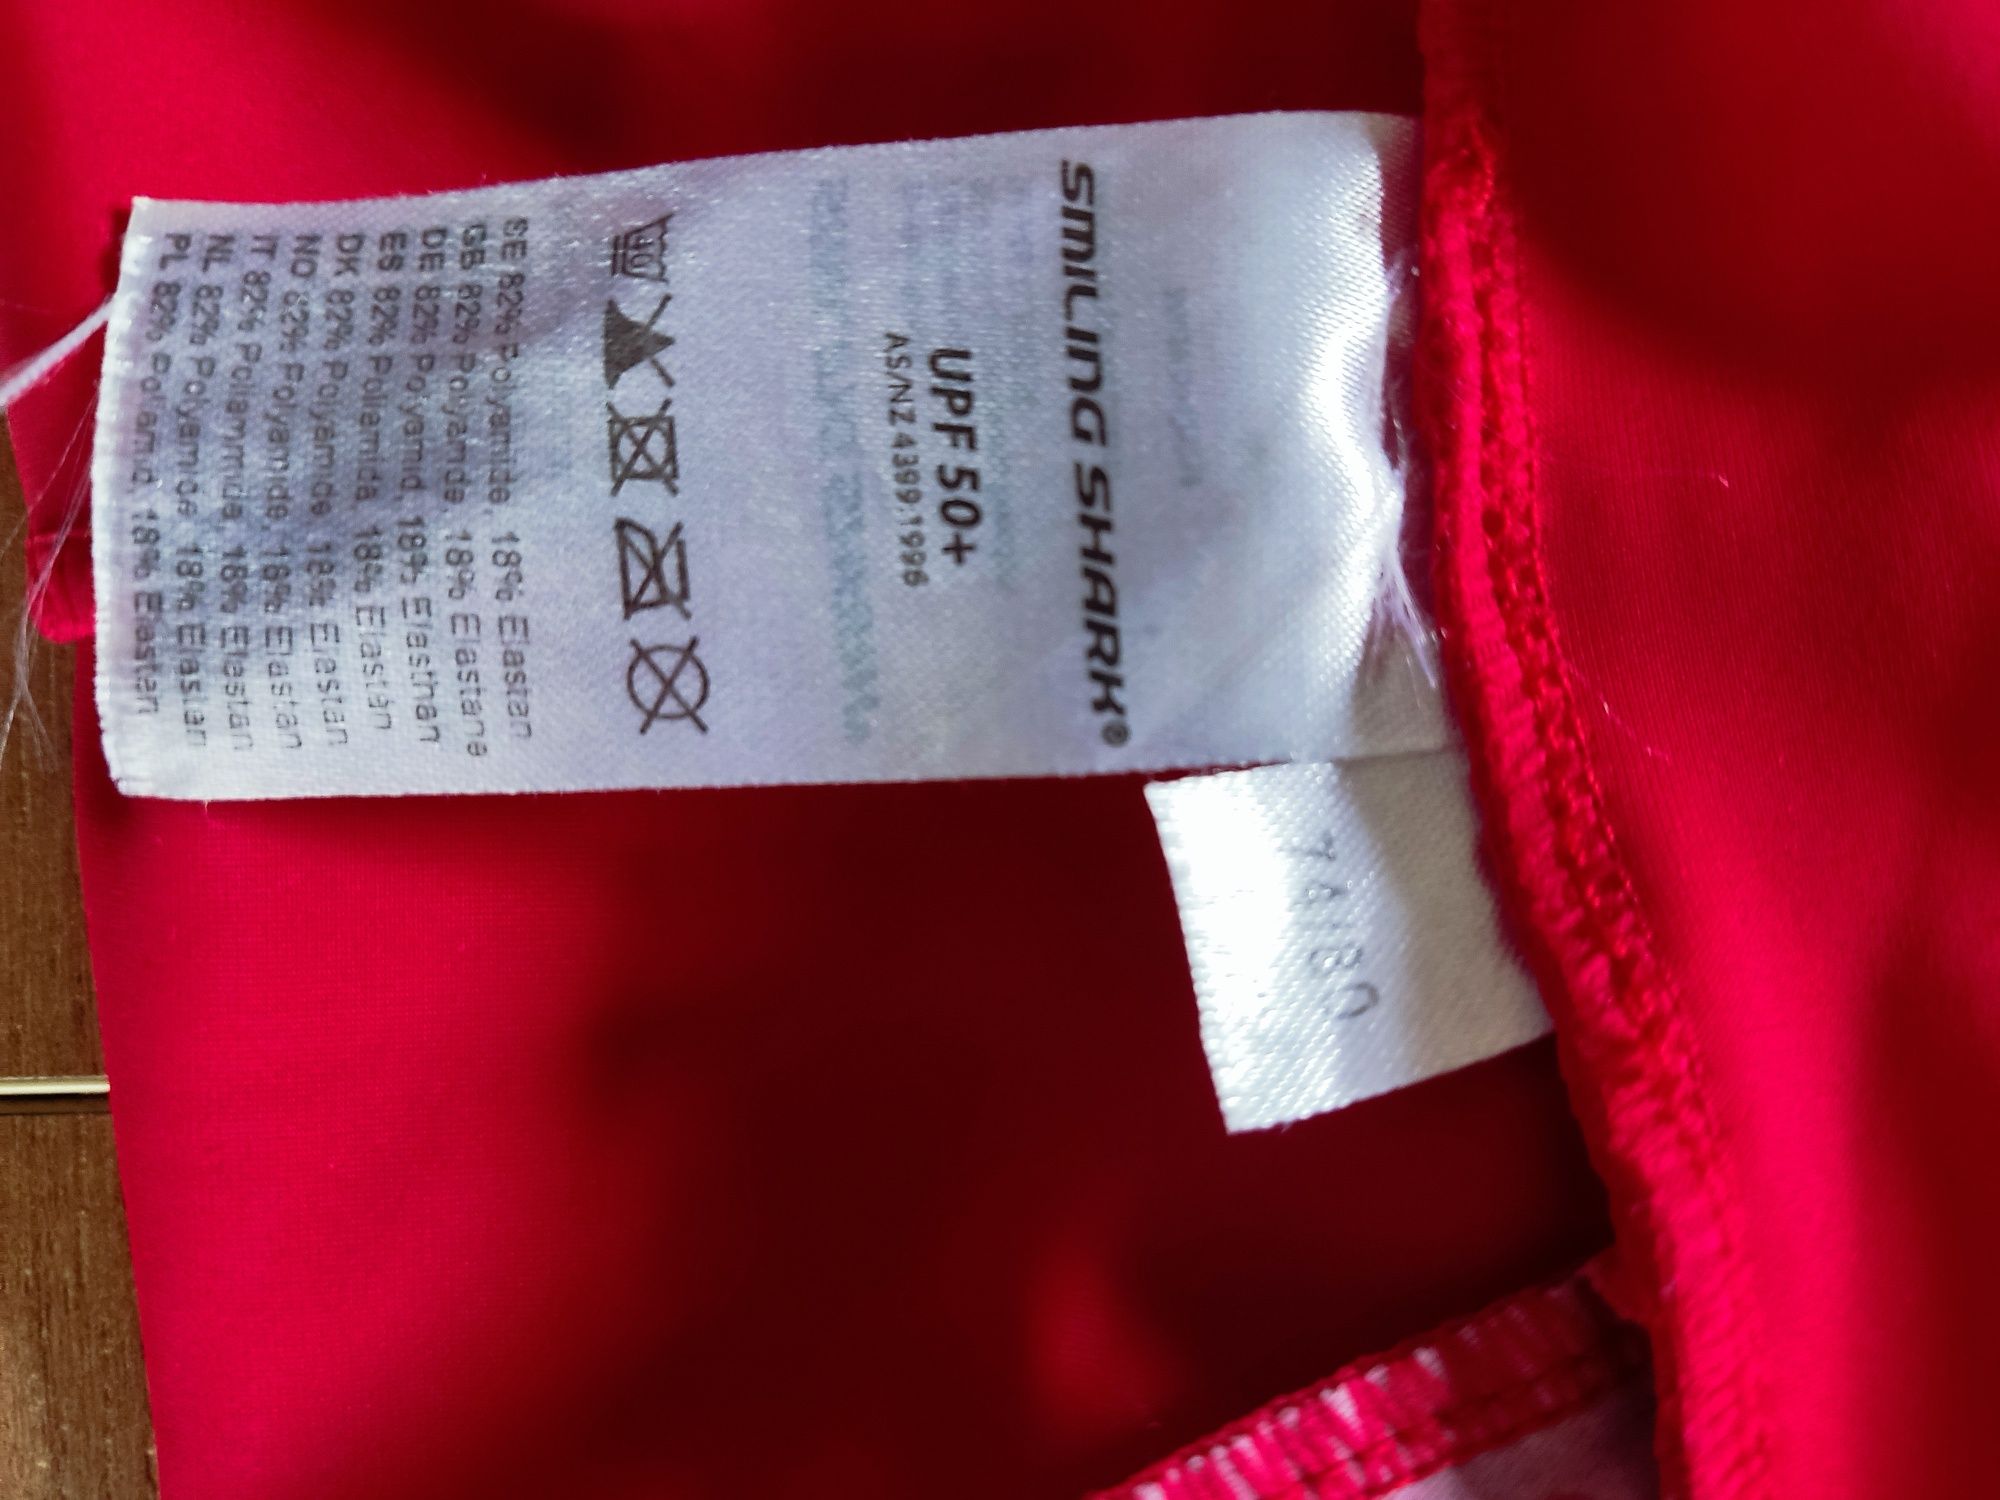 SMILING SHARK®
UPF 50+
AS/NZ 4399:1996
40
SE 82% Polyamide, 18% Elastan
GB 82% Polyamide, 18% Elastane
DE 82% Polyamid, 18% Elasthan
ES 82% Poliamida, 18% Elastán
DK 82% Polyamid, 18% Elastan
NO 82% Polyamide, 18% Elastan
IT 82% Poliammide, 18% Elastan
NL 82% Polyamide, 18% Elastan
PL 82% Poliamid, 18% Elastan
74/80